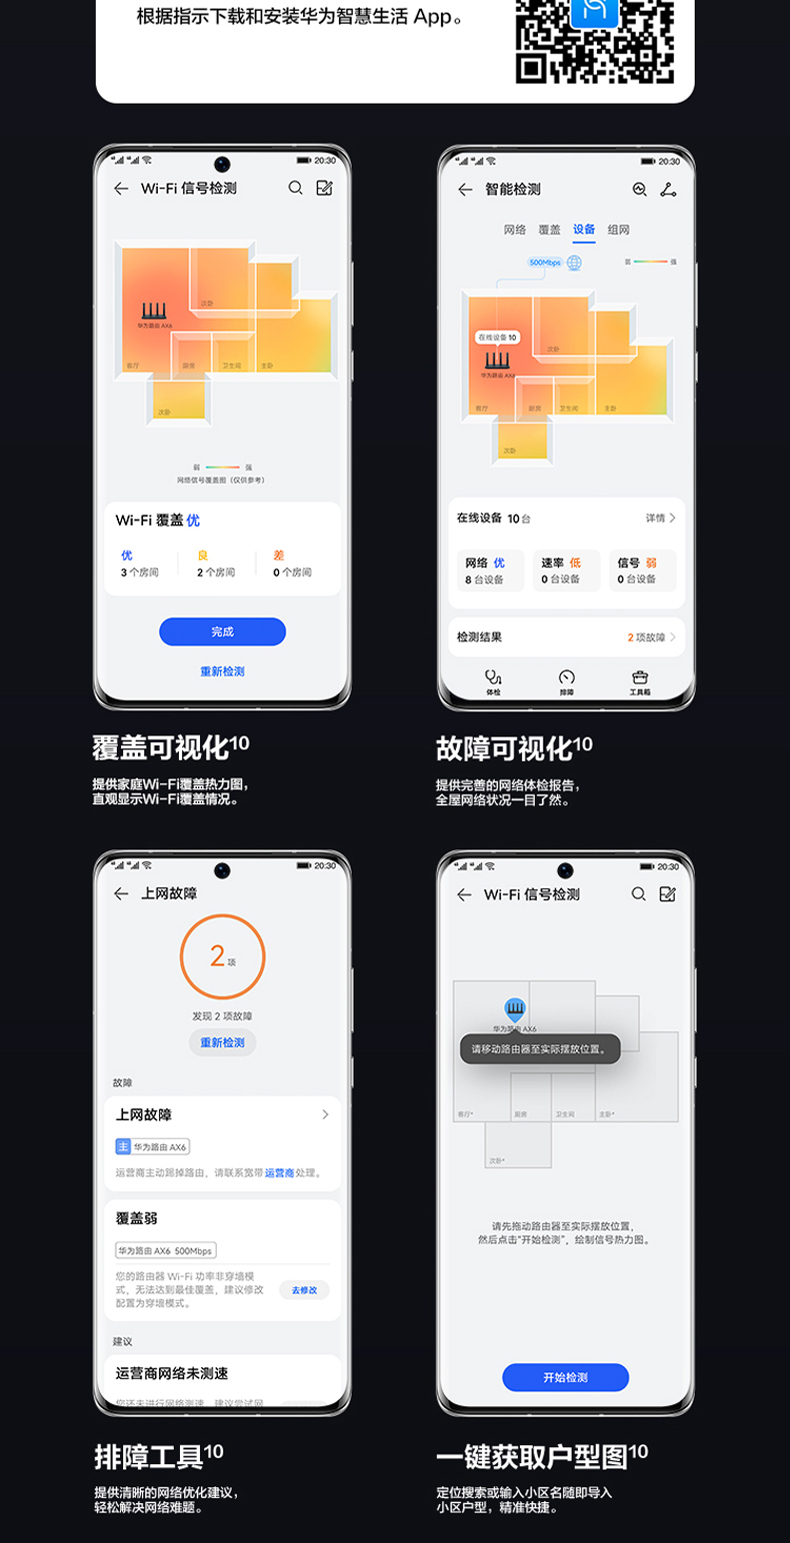 根据指示下载和安装华为智慧生活 App。
20:30
Wi-Fi 信号检测
次卧
华为路由 AX6
客厅
厨房
卫生间
主卧
次卧
弱 强
网络信号覆盖图（仅供参考）
Wi-Fi 覆盖 优
优 良 差
3 个房间 2 个房间 0 个房间
完成
重新检测
覆盖可视化10
提供家庭Wi-Fi覆盖热力图，
直观显示Wi-Fi覆盖情况。
20:30
智能检测
网络 覆盖 设备 组网
500Mbps
弱 强
在线设备 10
次卧
华为路由 AX6
客厅
厨房
卫生间
主卧
次卧
在线设备 10 台 详情
网络 优 速率 低 信号 弱
8 台设备 0 台设备 0 台设备
检测结果 2 项故障
体检 排障 工具箱
故障可视化10
提供完善的网络体检报告，
全屋网络状况一目了然。
20:30
上网故障
2 项
发现 2 项故障
重新检测
故障
上网故障
主 华为路由 AX6
运营商主动踢掉路由，请联系宽带运营商处理。
覆盖弱
华为路由 AX6 500Mbps
您的路由器 Wi-Fi 功率非穿墙模
式，无法达到最佳覆盖，建议修改
配置为穿墙模式。
去修改
建议
运营商网络未测速
您还未进行网络测速，建议尝试网
排障工具10
提供清晰的网络优化建议，
轻松解决网络难题。
20:30
Wi-Fi 信号检测
华为路由 AX6
请移动路由器至实际摆放位置。
客厅*
厨房
卫生间
主卧*
次卧*
请先拖动路由器至实际摆放位置，
然后点击“开始检测”，绘制信号热力图。
开始检测
一键获取户型图10
定位搜索或输入小区名随即导入
小区户型，精准快捷。